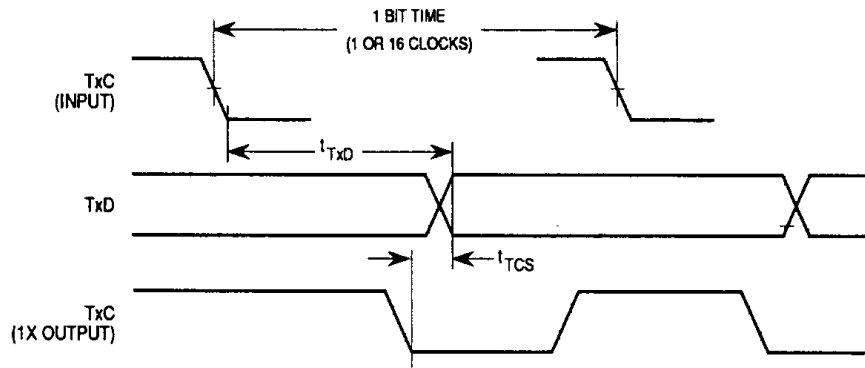 1 BIT TIME
(1 OR 16 CLOCKS)
TxC
(INPUT)
tTxD
TxD
tTCS
TxC
(1X OUTPUT)